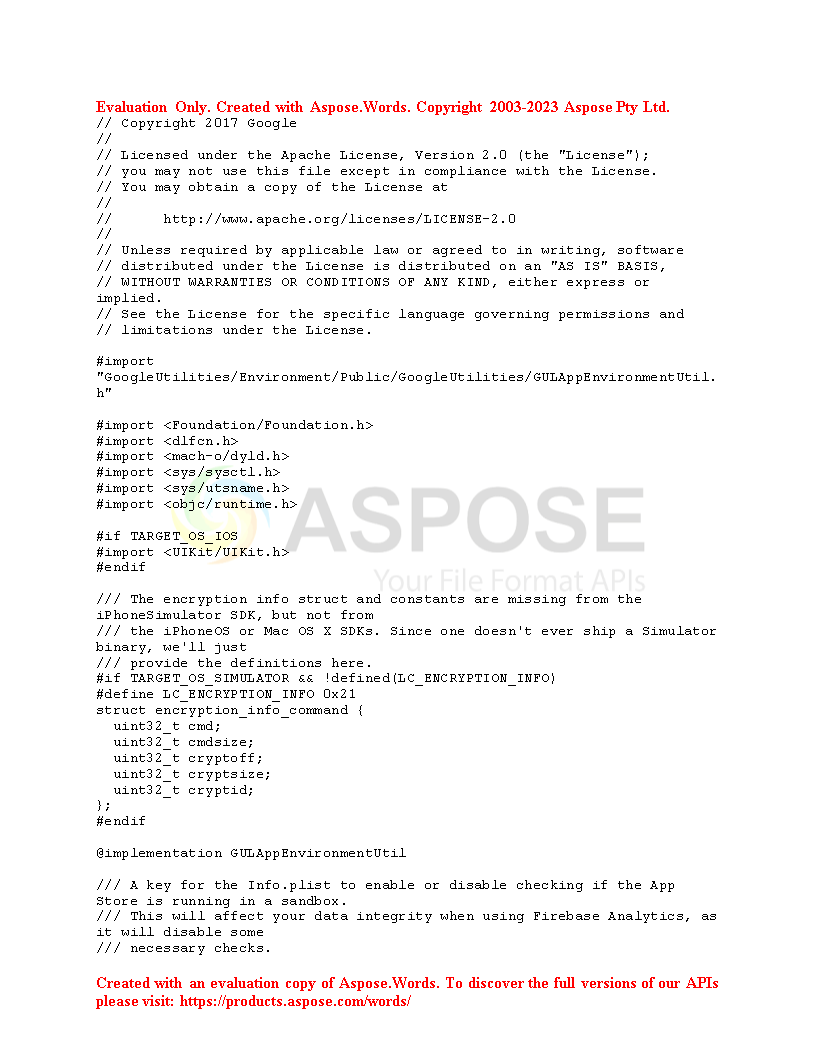 Evaluation Only. Created with Aspose.Words. Copyright 2003-2023 Aspose Pty Ltd.
// Copyright 2017 Google
//
// Licensed under the Apache License, Version 2.0 (the "License");
// you may not use this file except in compliance with the License.
// You may obtain a copy of the License at
//
//      http://www.apache.org/licenses/LICENSE-2.0
//
// Unless required by applicable law or agreed to in writing, software
// distributed under the License is distributed on an "AS IS" BASIS,
// WITHOUT WARRANTIES OR CONDITIONS OF ANY KIND, either express or
implied.
// See the License for the specific language governing permissions and
// limitations under the License.

#import
"GoogleUtilities/Environment/Public/GoogleUtilities/GULAppEnvironmentUtil.
h"

#import <Foundation/Foundation.h>
#import <dlfcn.h>
#import <mach-o/dyld.h>
#import <sys/sysctl.h>
#import <sys/utsname.h>
#import <objc/runtime.h>
ASPOSE
#if TARGET_OS_IOS
#import <UIKit/UIKit.h>
#endif
Your File Format APIs
/// The encryption info struct and constants are missing from the
iPhoneSimulator SDK, but not from
/// the iPhoneOS or Mac OS X SDKs. Since one doesn't ever ship a Simulator
binary, we'll just
/// provide the definitions here.
#if TARGET_OS_SIMULATOR && !defined(LC_ENCRYPTION_INFO)
#define LC_ENCRYPTION_INFO 0x21
struct encryption_info_command {
  uint32_t cmd;
  uint32_t cmdsize;
  uint32_t cryptoff;
  uint32_t cryptsize;
  uint32_t cryptid;
};
#endif

@implementation GULAppEnvironmentUtil

/// A key for the Info.plist to enable or disable checking if the App
Store is running in a sandbox.
/// This will affect your data integrity when using Firebase Analytics, as
it will disable some
/// necessary checks.

Created with an evaluation copy of Aspose.Words. To discover the full versions of our APIs
please visit: https://products.aspose.com/words/